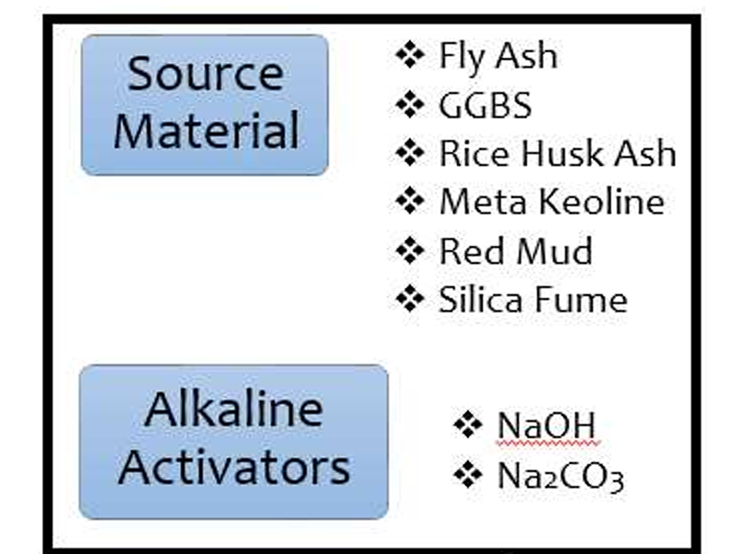 Source
Material
❖ Fly Ash
❖ GGBS
❖ Rice Husk Ash
❖ Meta Keoline
❖ Red Mud
❖ Silica Fume
Alkaline
Activators
❖ NaOH
❖ Na2CO3